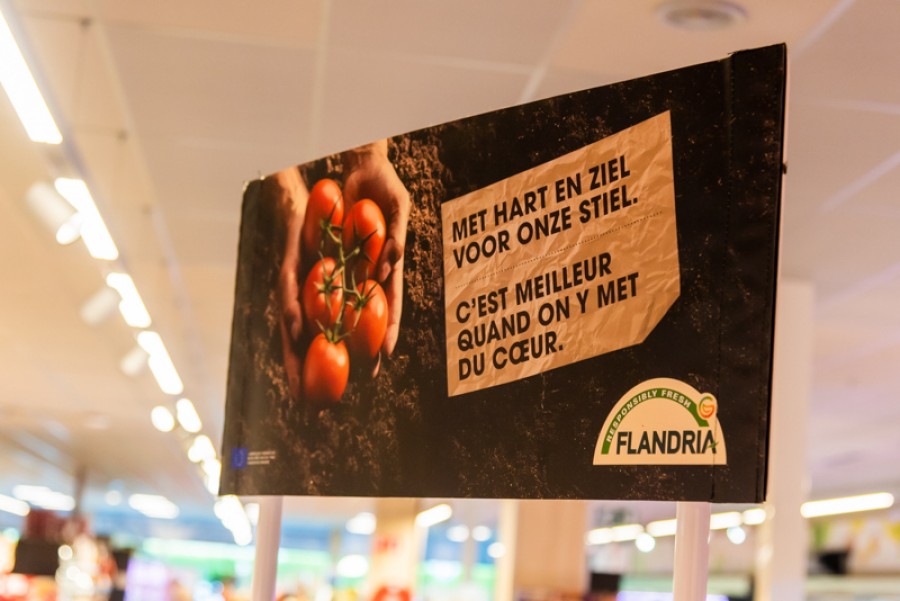 MET HART EN ZIEL
VOOR ONZE STIEL.
C'EST MEILLEUR
QUAND ON Y MET
DU CŒUR.
RESPONSIBLY FRESH
FLANDRIA